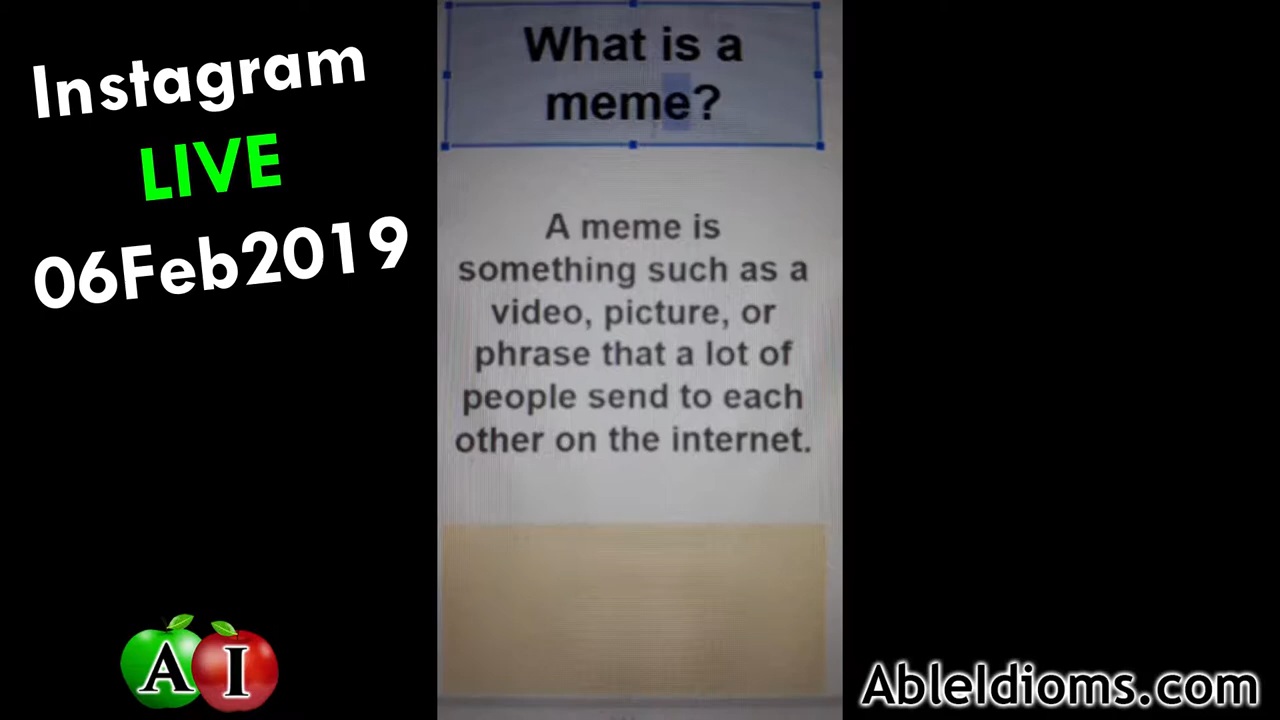 Instagram
LIVE
06Feb2019
What is a
meme?
A meme is
something such as a
video, picture, or
phrase that a lot of
people send to each
other on the internet.
A I
AbleIdioms.com